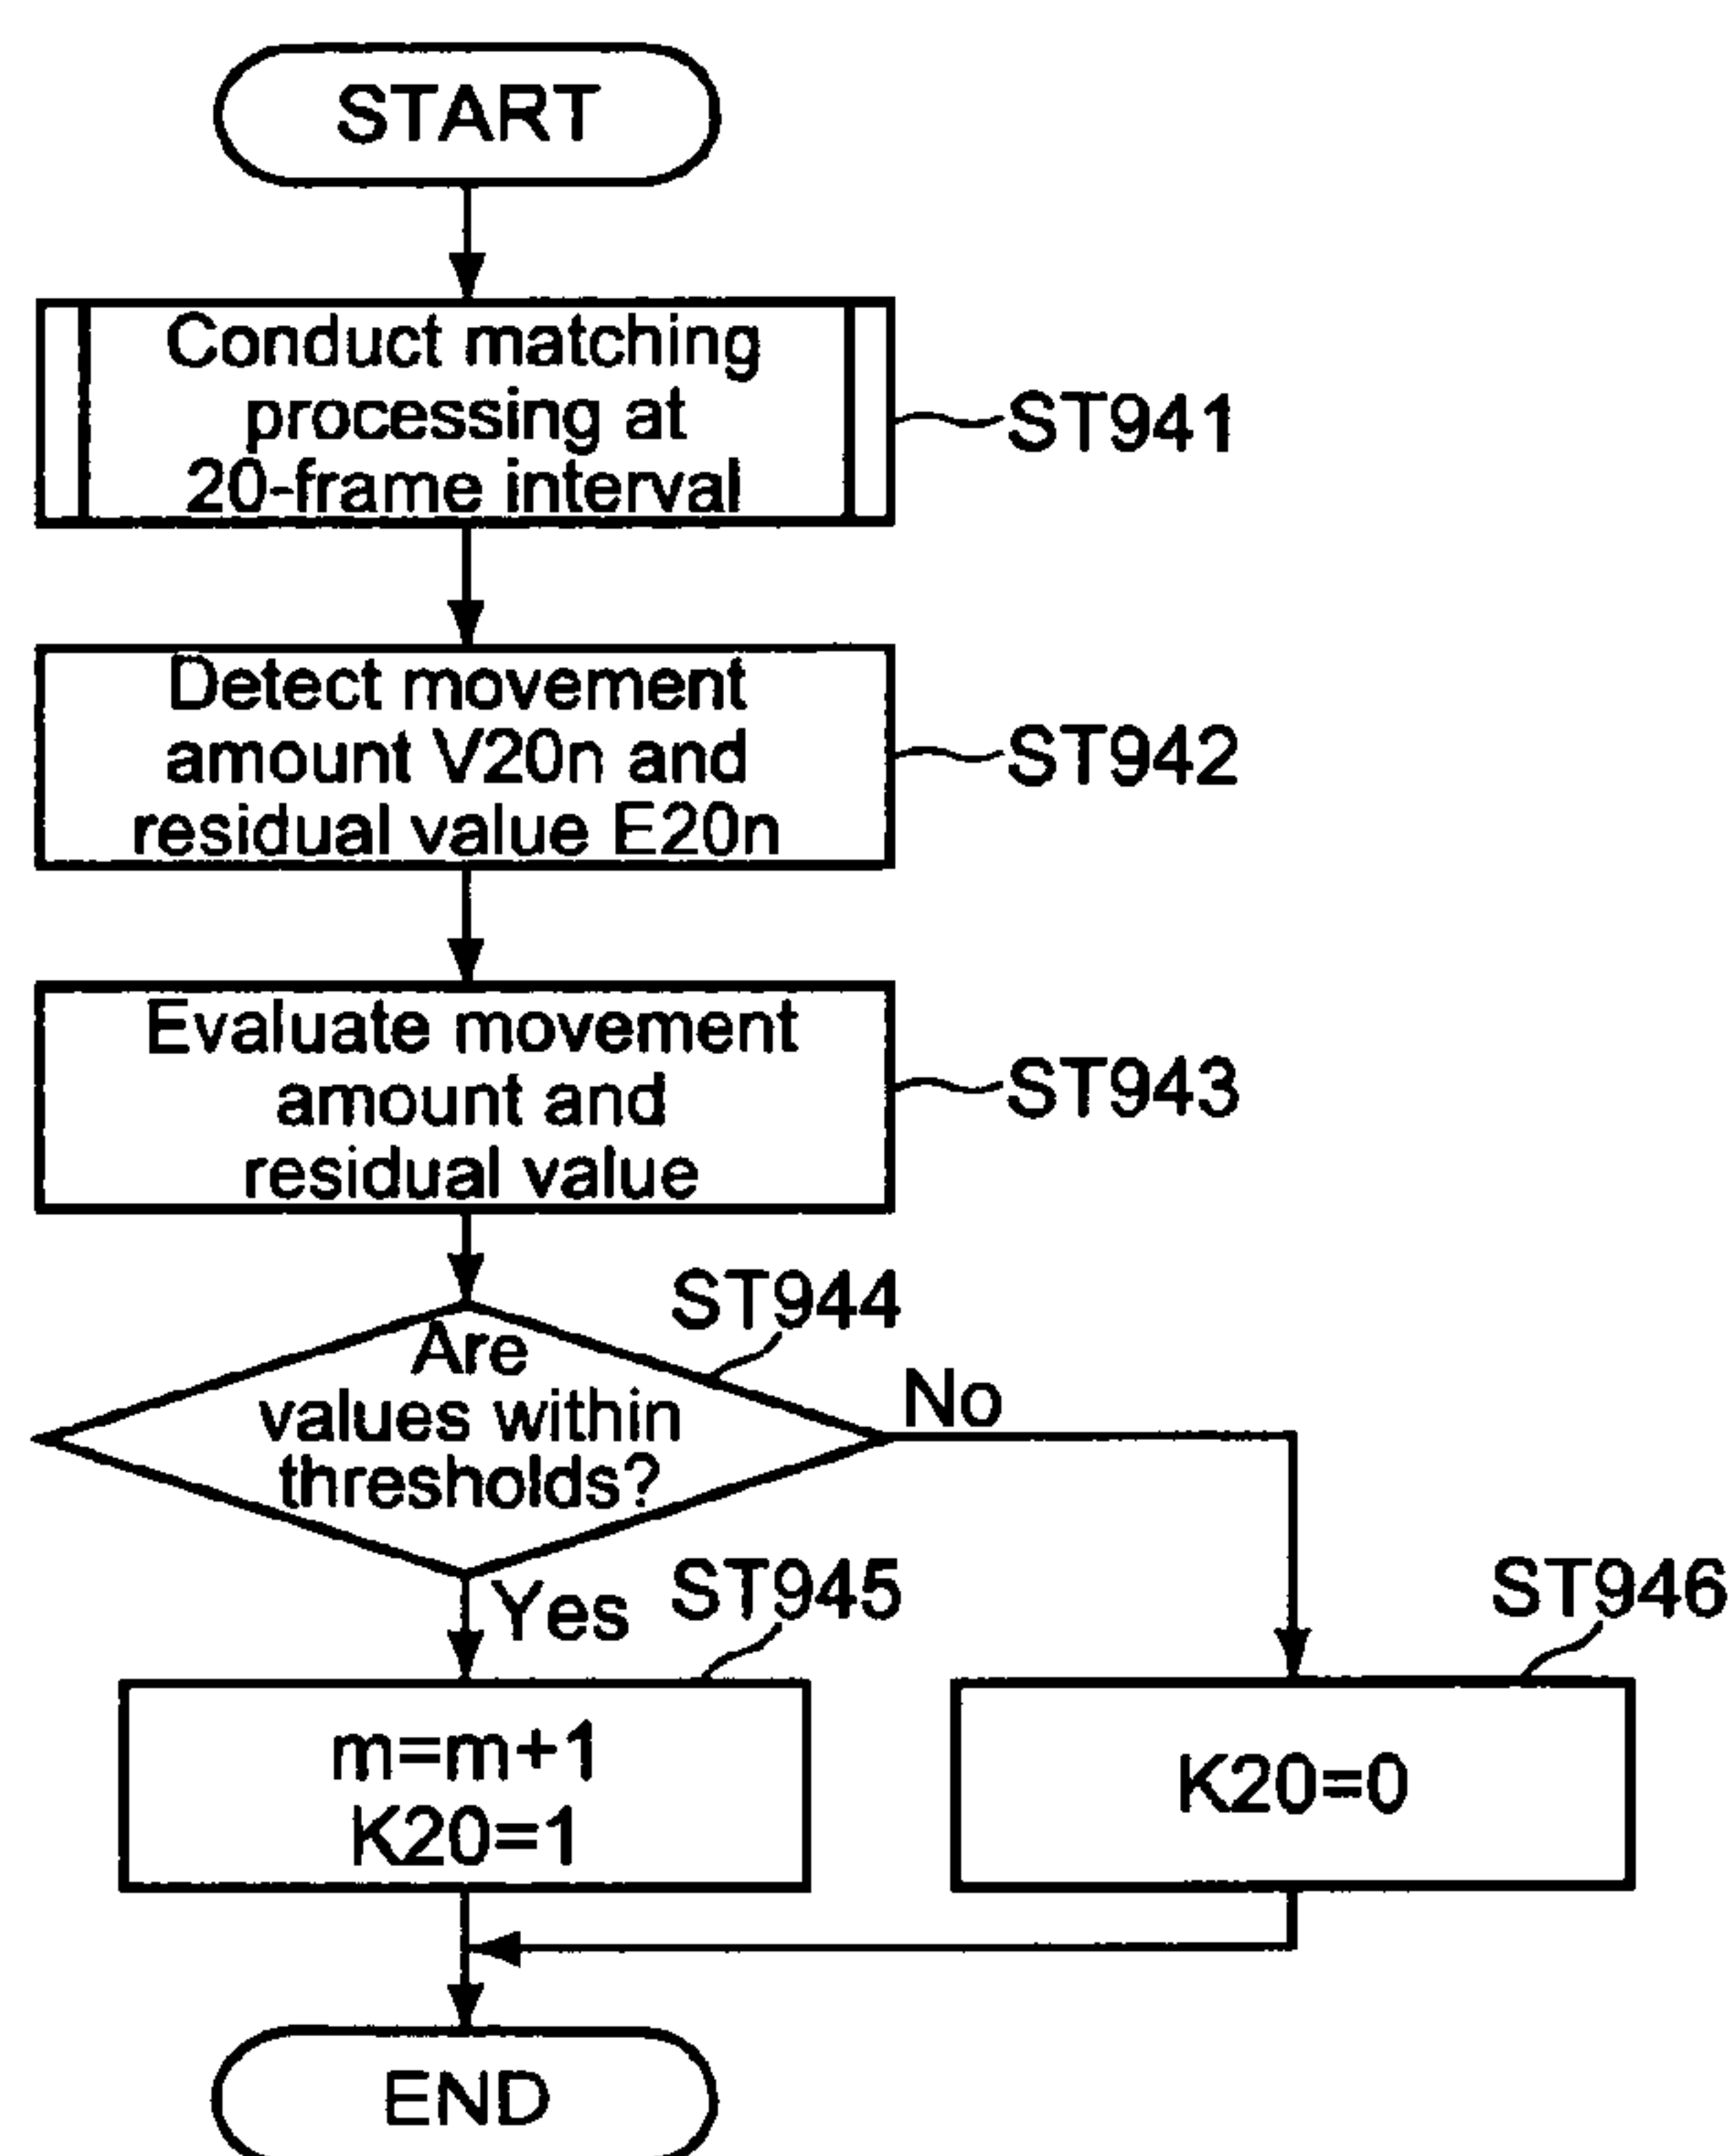 START
Conduct matching
processing at
20-frame interval
ST941
Detect movement
amount V20n and
residual value E20n
ST942
Evaluate movement
amount and
residual value
ST943
ST944
Are
values within
thresholds?
No
Yes
ST945
m=m+1
K20=1
ST946
K20=0
END